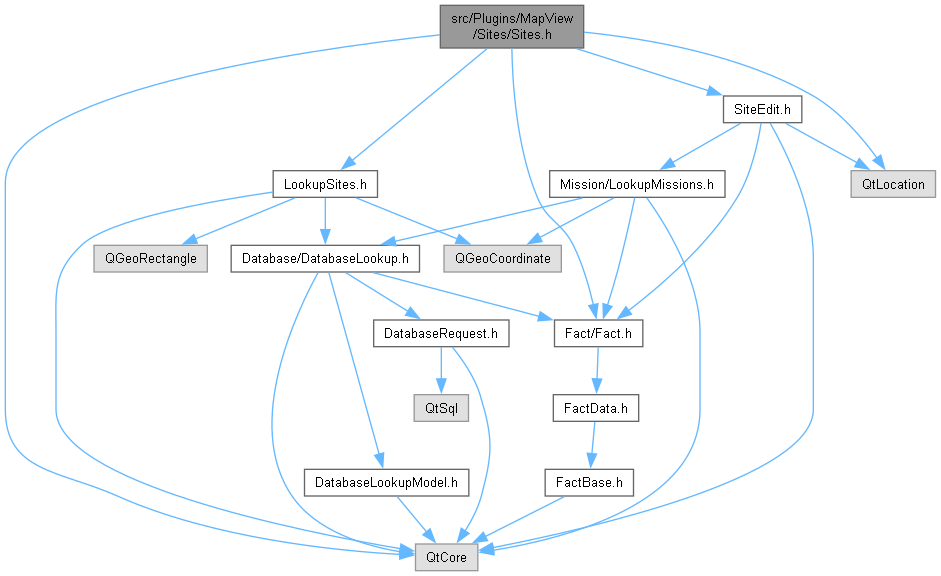 src/Plugins/MapView
/Sites/Sites.h
SiteEdit.h
LookupSites.h
Mission/LookupMissions.h
QtLocation
QGeoRectangle
Database/DatabaseLookup.h
QGeoCoordinate
DatabaseRequest.h
Fact/Fact.h
QtSql
FactData.h
DatabaseLookupModel.h
FactBase.h
QtCore